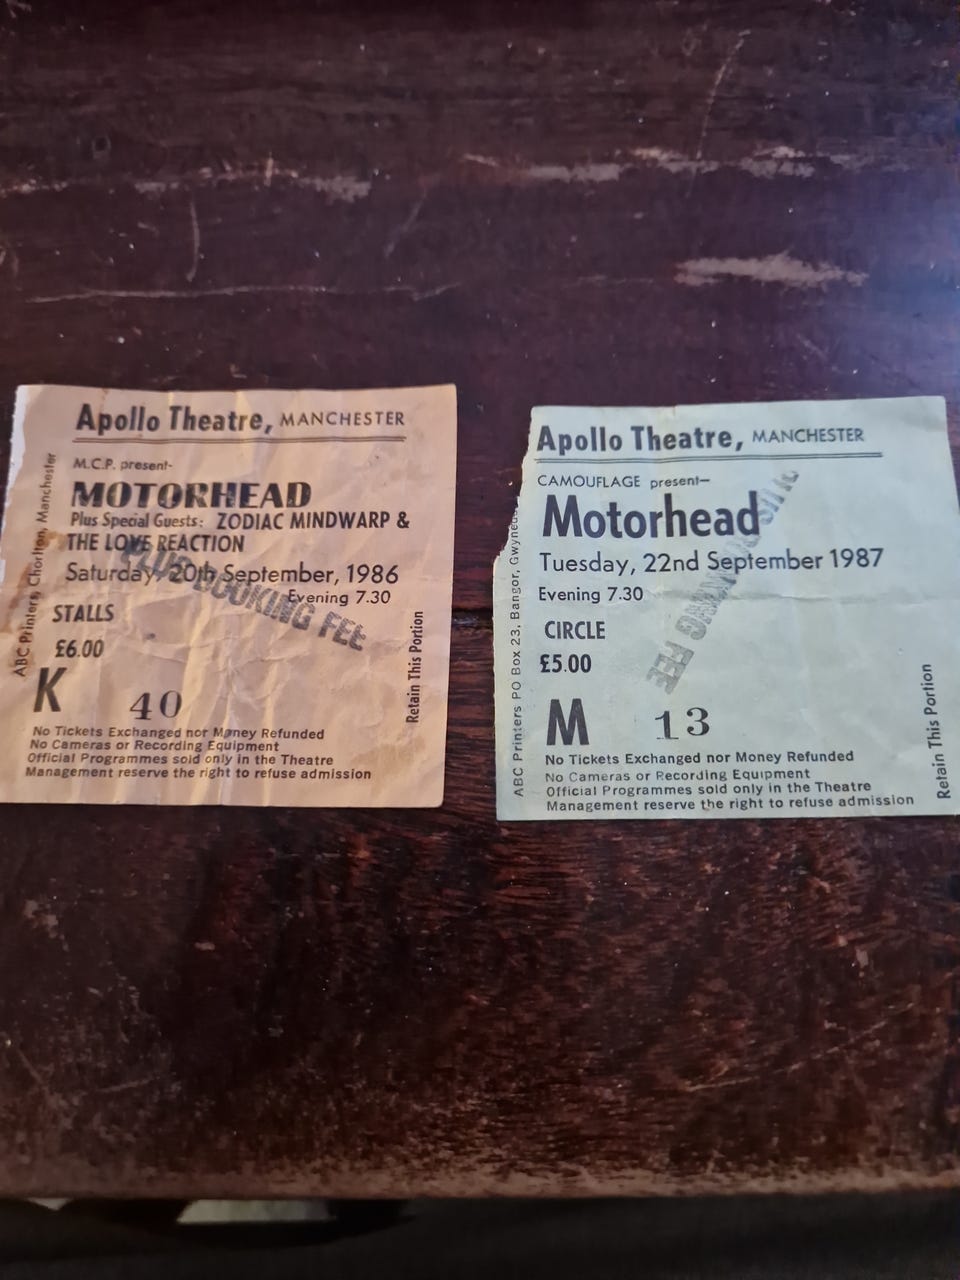 Apollo Theatre, MANCHESTER
M.C.P. present-
MOTORHEAD
Plus Special Guests: ZODIAC MINDWARP &
THE LOVE REACTION
Saturday, 20th September, 1986
Evening 7.30
STALLS
£6.00
K 40
No Tickets Exchanged nor Money Refunded
No Cameras or Recording Equipment
Official Programmes sold only in the Theatre
Management reserve the right to refuse admission
ABC Printers, Chorlton, Manchester
Retain This Portion
PLUS BOOKING FEE
Apollo Theatre, MANCHESTER
CAMOUFLAGE present—
Motorhead
Tuesday, 22nd September 1987
Evening 7.30
CIRCLE
£5.00
M 13
No Tickets Exchanged nor Money Refunded
No Cameras or Recording Equipment
Official Programmes sold only in the Theatre
Management reserve the right to refuse admission
ABC Printers PO Box 23, Bangor,
Retain This Portion
FEE